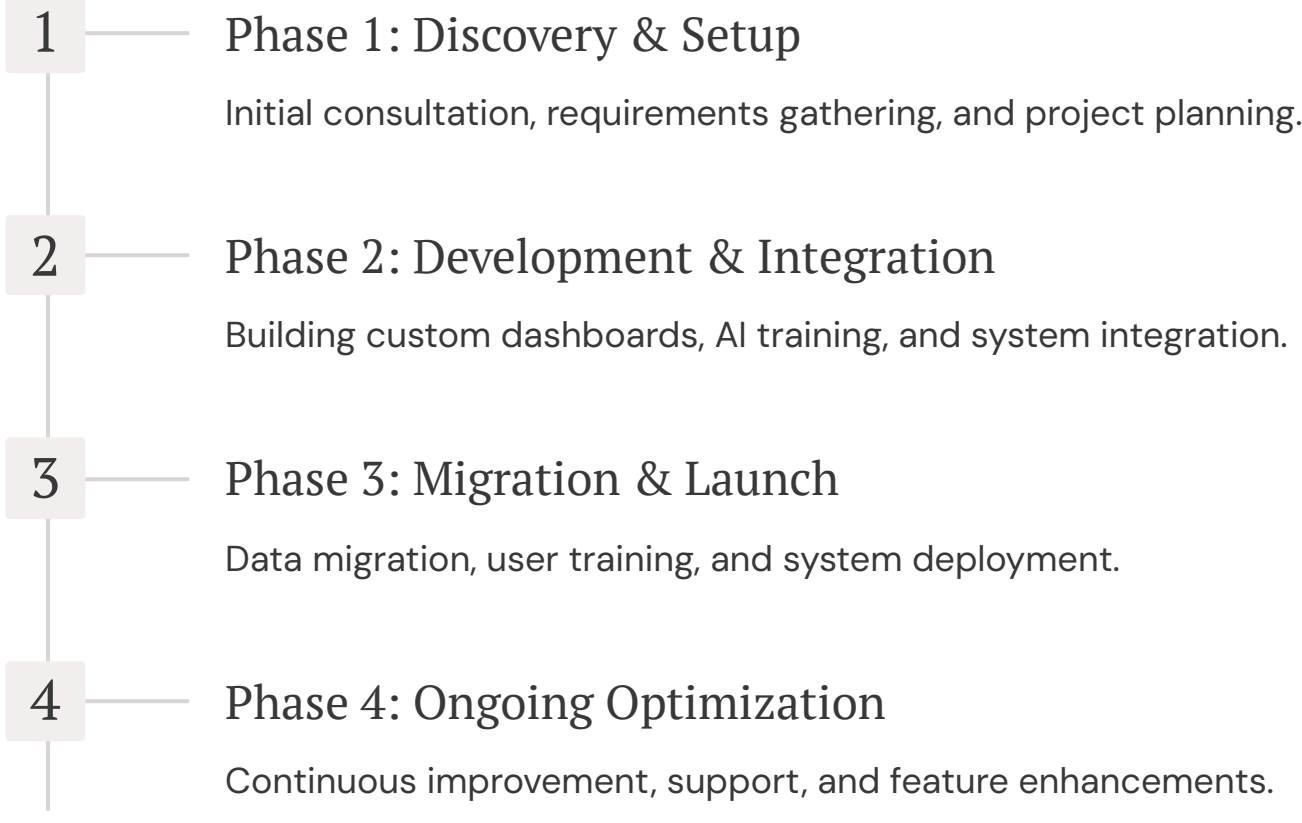 1
Phase 1: Discovery & Setup
Initial consultation, requirements gathering, and project planning.
2
Phase 2: Development & Integration
Building custom dashboards, AI training, and system integration.
3
Phase 3: Migration & Launch
Data migration, user training, and system deployment.
4
Phase 4: Ongoing Optimization
Continuous improvement, support, and feature enhancements.